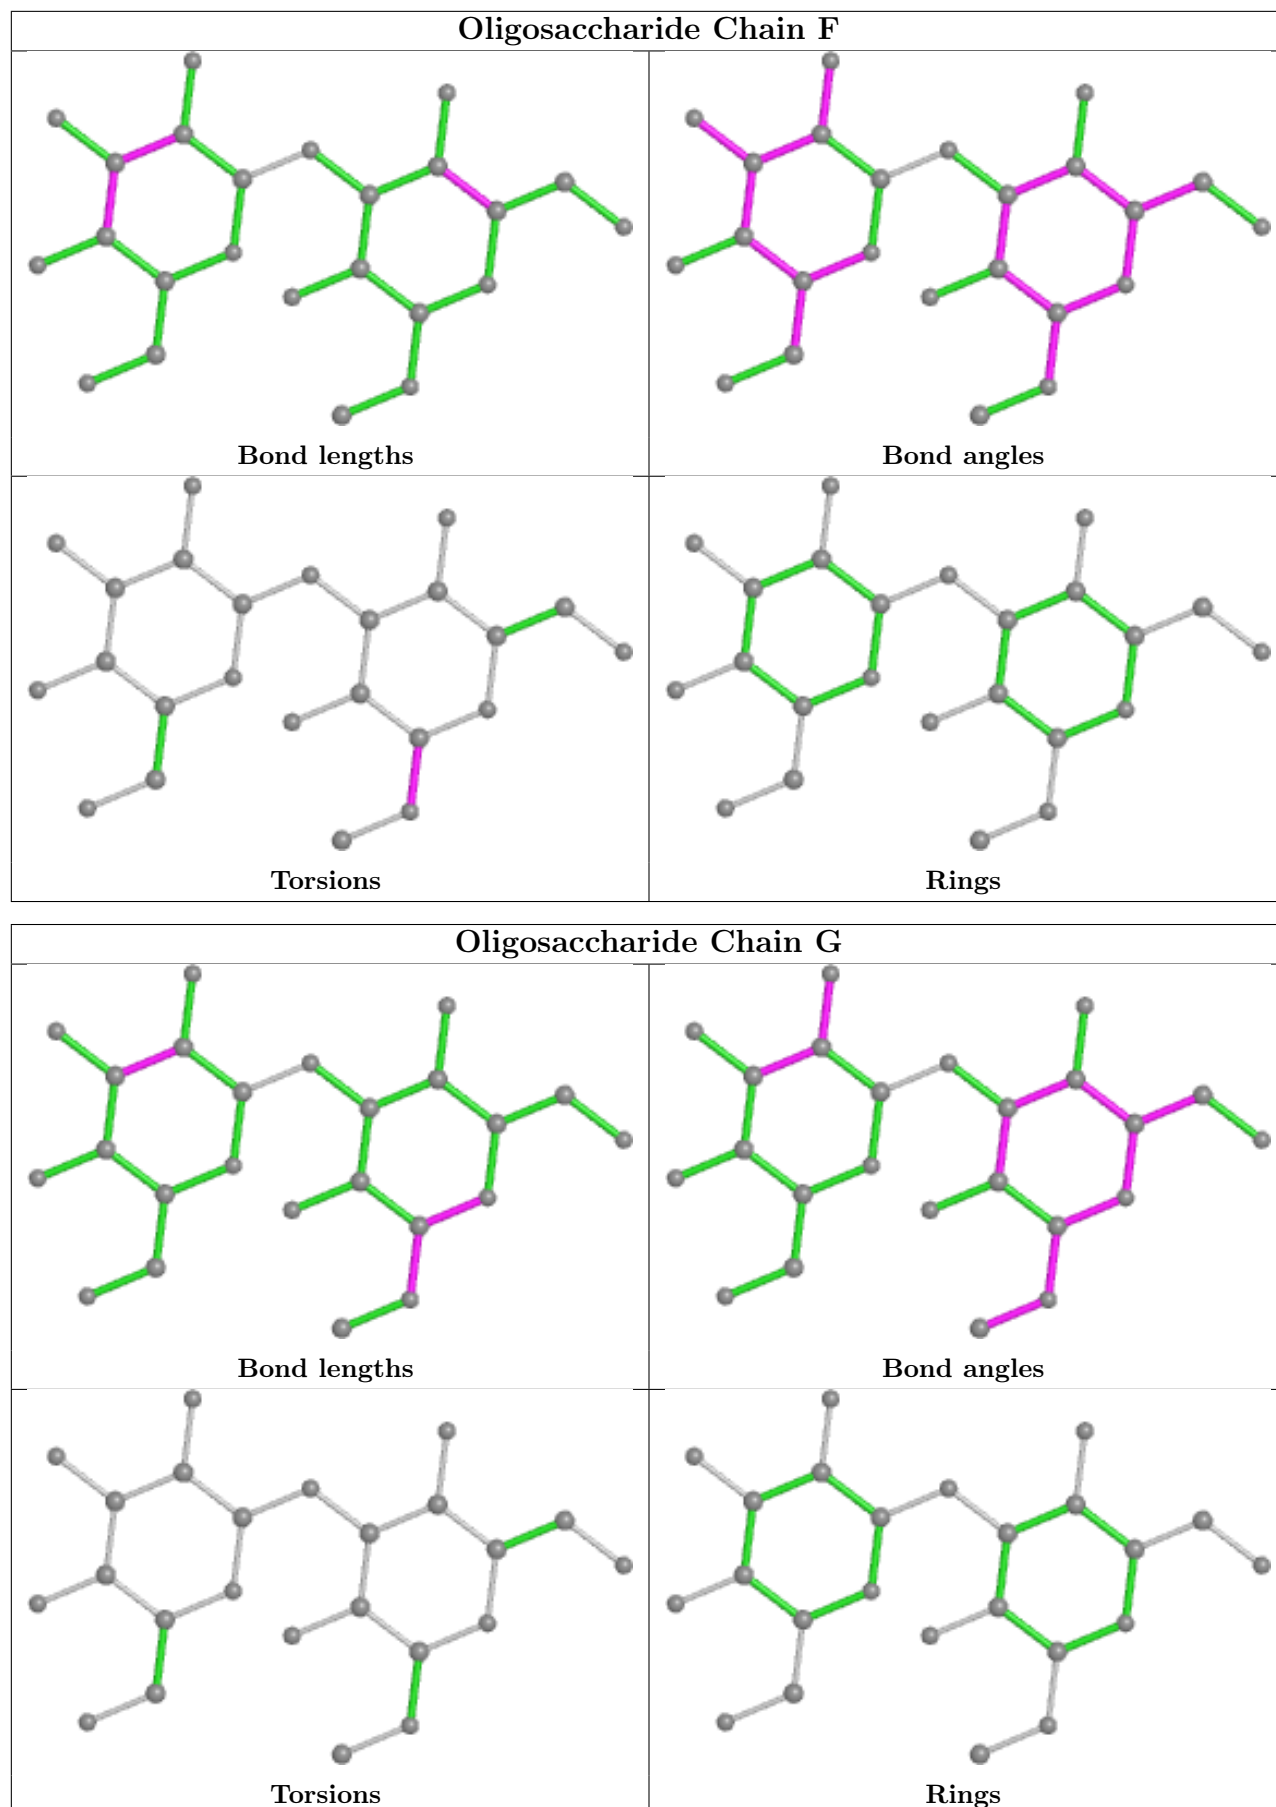 Oligosaccharide Chain F
Bond lengths
Bond angles
Torsions
Rings
Oligosaccharide Chain G
Bond lengths
Bond angles
Torsions
Rings